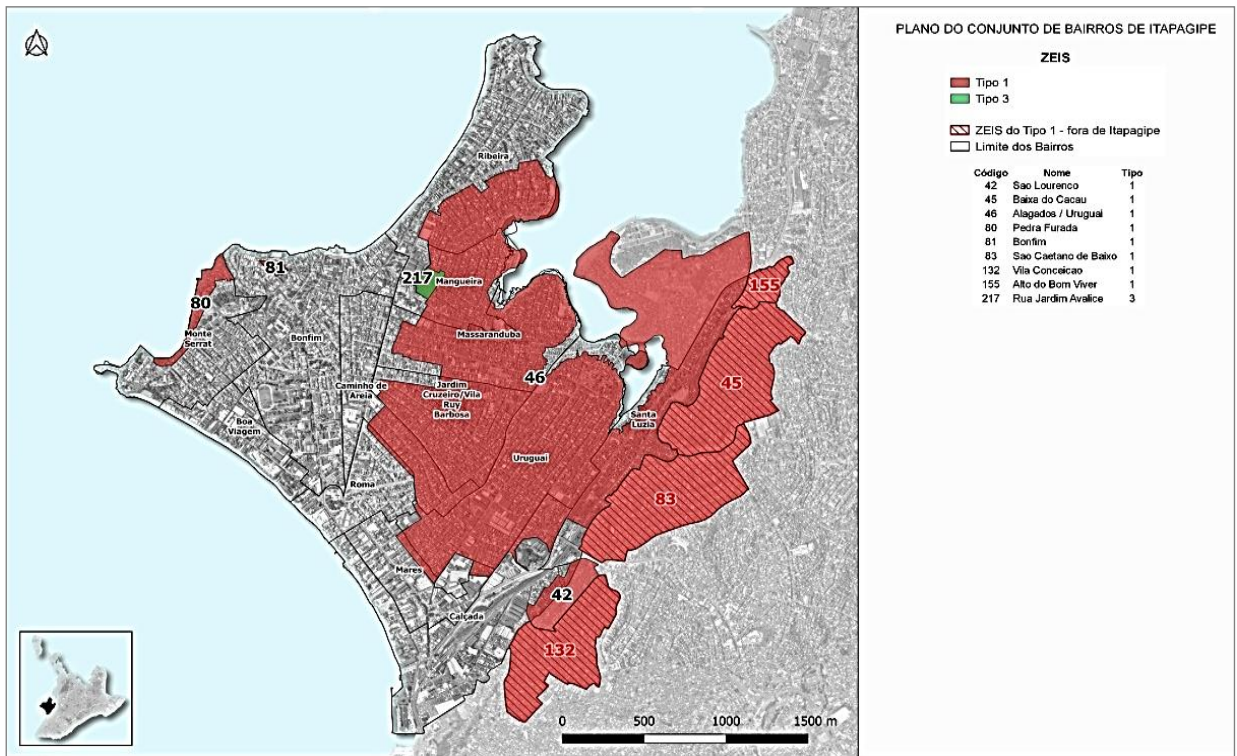 PLANO DO CONJUNTO DE BAIRROS DE ITAPAGIPE
ZEIS
Tipo 1
Tipo 3
ZEIS do Tipo 1 - fora de Itapagipe
Limite dos Bairros
Código Nome Tipo
42 Sao Lourenco 1
45 Baixa do Cacau 1
46 Alagados / Uruguai 1
80 Pedra Furada 1
81 Bonfim 1
83 Sao Caetano de Baixo 1
132 Vila Conceicao 1
155 Alto do Bom Viver 1
217 Rua Jardim Avalice 3
Ribeira
81
217
Mangueira
155
80
Monte
Serrat
Bonfim
Massaranduba
46
45
Caminho de
Areia
Jardim
Cruzeiro/Vila
Ruy
Barbosa
Santa
Luzia
Boa
Viagem
Uruguai
Roma
83
Mares
42
Calçada
132
0 500 1000 1500 m